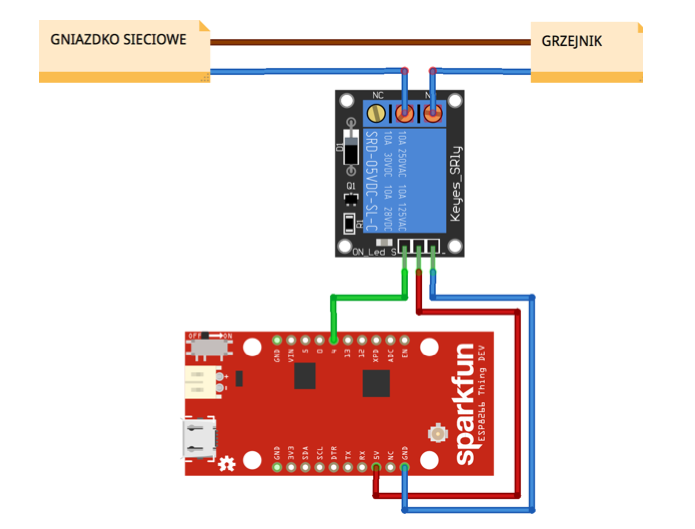 GNIAZDKO SIECIOWE
GRZEJNIK
NC
N
SRD-05VDC-SL-C
10A 30VDC 10A 28VDC
10A 250VAC 10A 125VAC
Keyes_SRly
D1
R1
ON_Led S
-
OFF ON
GND VIN 5 0 4 13 12 XPD ADC EN
+
-
sparkfun
ESP8266 Thing DEV
GND 3V3 SDA SCL DTR TX RX 5V NC GND